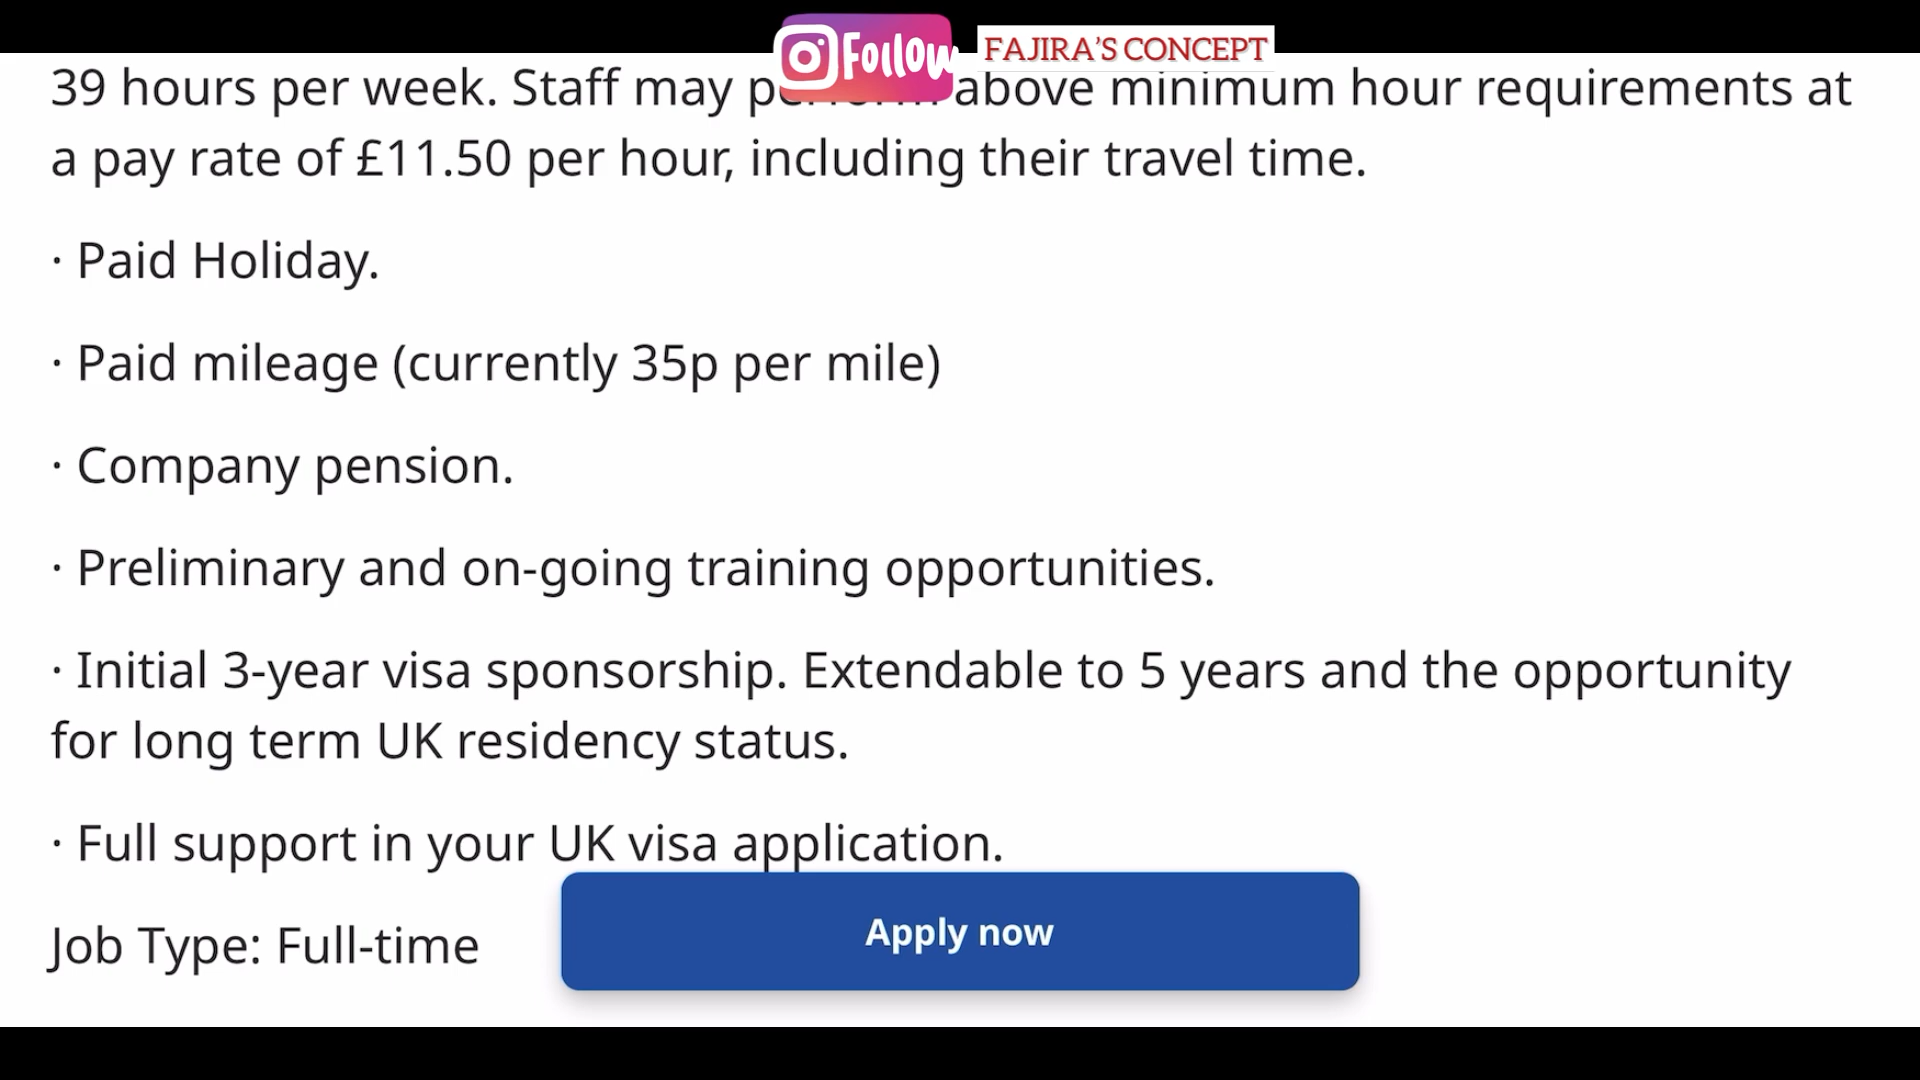 Follow
FAJIRA'S CONCEPT
39 hours per week. Staff may above minimum hour requirements at
a pay rate of £11.50 per hour, including their travel time.
· Paid Holiday.
· Paid mileage (currently 35p per mile)
· Company pension.
· Preliminary and on-going training opportunities.
· Initial 3-year visa sponsorship. Extendable to 5 years and the opportunity
for long term UK residency status.
· Full support in your UK visa application.
Job Type: Full-time
Apply now